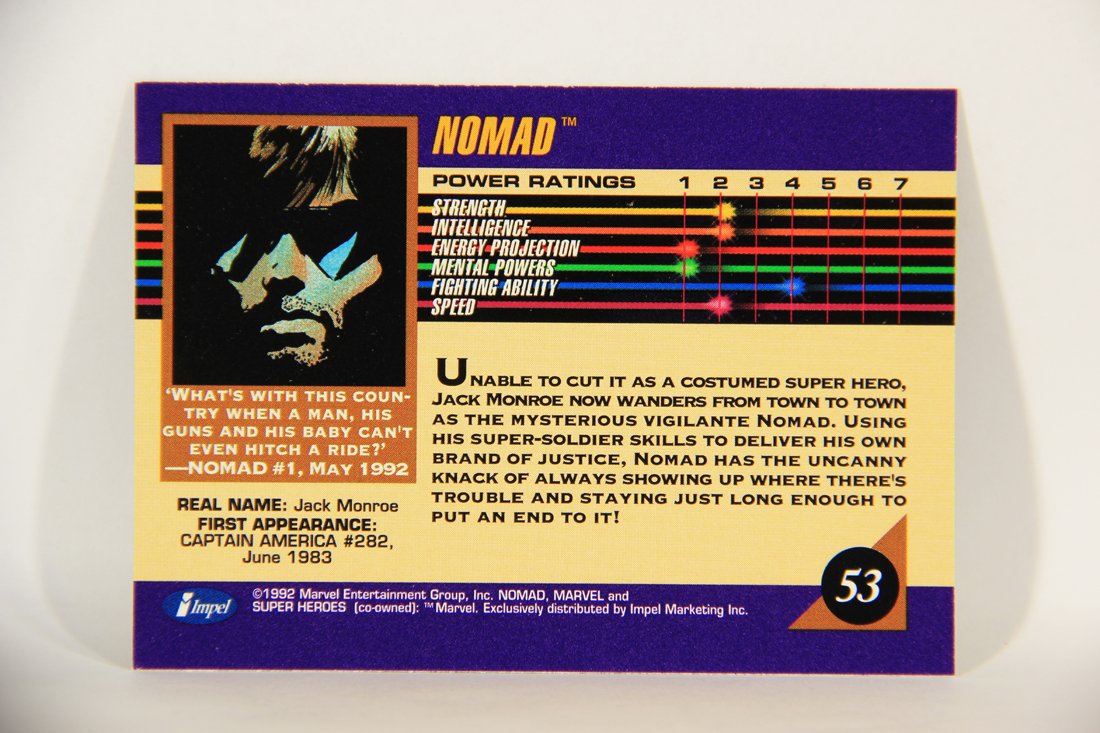 NOMAD™
POWER RATINGS 1 2 3 4 5 6 7
STRENGTH
INTELLIGENCE
ENERGY PROJECTION
MENTAL POWERS
FIGHTING ABILITY
SPEED
'WHAT'S WITH THIS COUN-
TRY WHEN A MAN, HIS
GUNS AND HIS BABY CAN'T
EVEN HITCH A RIDE?'
—NOMAD #1, MAY 1992
REAL NAME: Jack Monroe
FIRST APPEARANCE:
CAPTAIN AMERICA #282,
June 1983
UNABLE TO CUT IT AS A COSTUMED SUPER HERO,
JACK MONROE NOW WANDERS FROM TOWN TO TOWN
AS THE MYSTERIOUS VIGILANTE NOMAD. USING
HIS SUPER-SOLDIER SKILLS TO DELIVER HIS OWN
BRAND OF JUSTICE, NOMAD HAS THE UNCANNY
KNACK OF ALWAYS SHOWING UP WHERE THERE'S
TROUBLE AND STAYING JUST LONG ENOUGH TO
PUT AN END TO IT!
53
Impel
©1992 Marvel Entertainment Group, Inc. NOMAD, MARVEL and
SUPER HEROES (co-owned): ™Marvel. Exclusively distributed by Impel Marketing Inc.